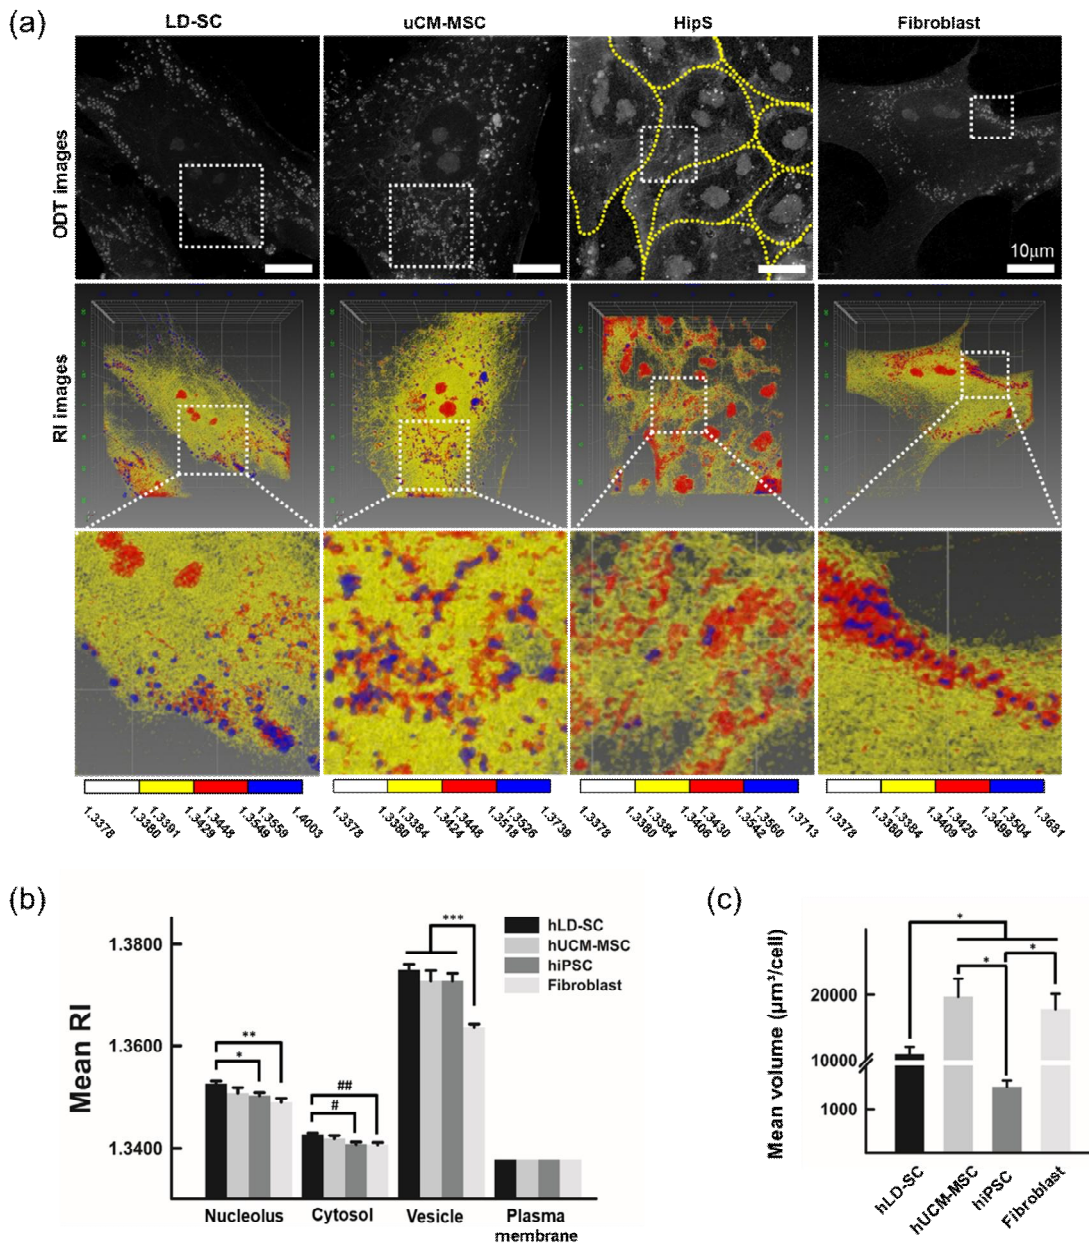 (a)
LD-SC
uCM-MSC
HipS
Fibroblast
ODT images
10μm
RI images
1.3378
1.3380
1.3391
1.3429
1.3448
1.3548
1.3559
1.4003
1.3378
1.3380
1.3384
1.3424
1.3448
1.3518
1.3526
1.3739
1.3378
1.3380
1.3384
1.3406
1.3430
1.3542
1.3560
1.3713
1.3378
1.3380
1.3384
1.3409
1.3425
1.3498
1.3504
1.3681
(b)
Mean RI
1.3800
1.3600
1.3400
** 
*
##
#
***
hLD-SC
hUCM-MSC
hiPSC
Fibroblast
Nucleolus
Cytosol
Vesicle
Plasma
membrane
(c)
Mean volume (μm³/cell)
20000
10000
1000
*
*
*
hLD-SC
hUCM-MSC
hiPSC
Fibroblast